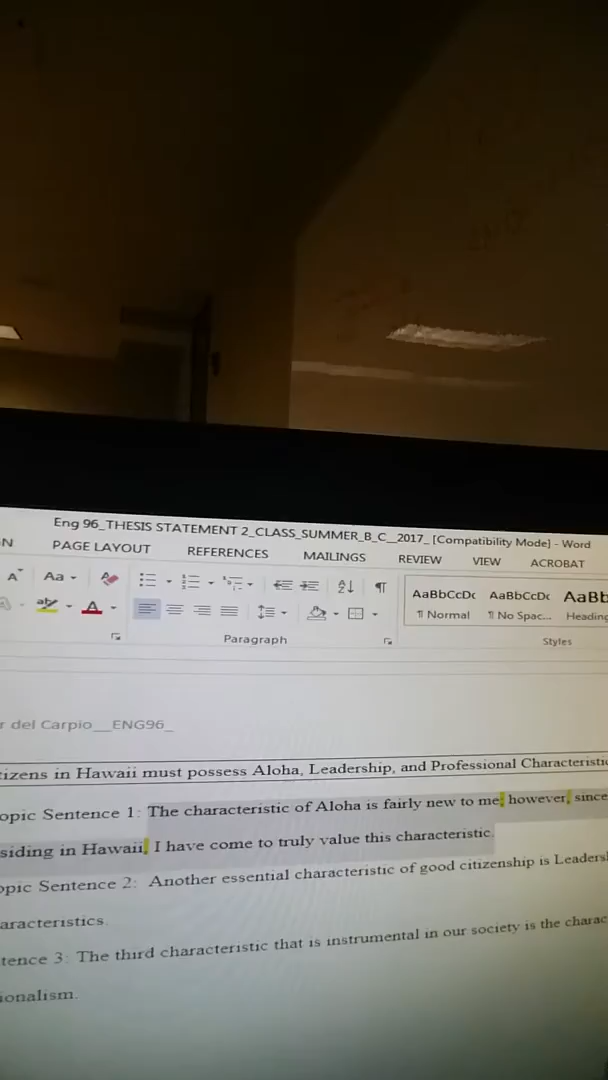 Eng 96_THESIS STATEMENT 2_CLASS_SUMMER_B_C__2017_ [Compatibility Mode] - Word
PAGE LAYOUT REFERENCES MAILINGS REVIEW VIEW ACROBAT
Aa
AaBbCcDc AaBbCcDc AaBb
¶ Normal ¶ No Spac... Heading
Paragraph Styles
r del Carpio__ENG96_
tizens in Hawaii must possess Aloha, Leadership, and Professional Characteristic
opic Sentence 1: The characteristic of Aloha is fairly new to me; however, since
siding in Hawaii, I have come to truly value this characteristic.
opic Sentence 2: Another essential characteristic of good citizenship is Leaders
aracteristics.
tence 3: The third characteristic that is instrumental in our society is the charac
ionalism.